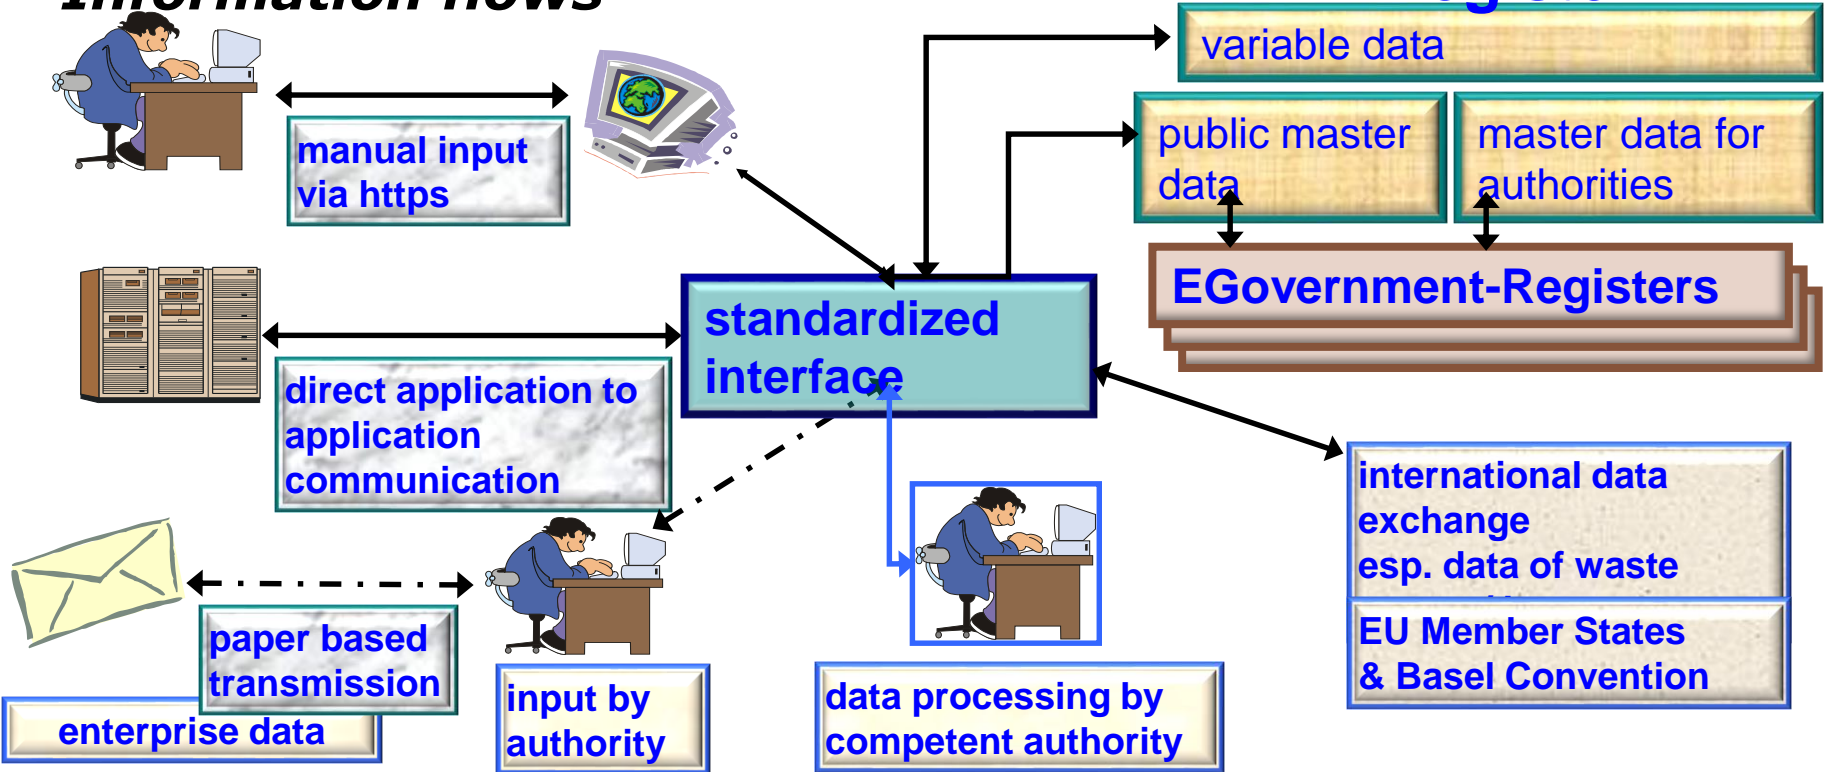 Information flows
variable data
public master
data
master data for
authorities
manual input
via https
EGovernment-Registers
standardized
interface
direct application to
application
communication
international data
exchange
esp. data of waste
EU Member States
& Basel Convention
paper based
transmission
enterprise data
input by
authority
data processing by
competent authority